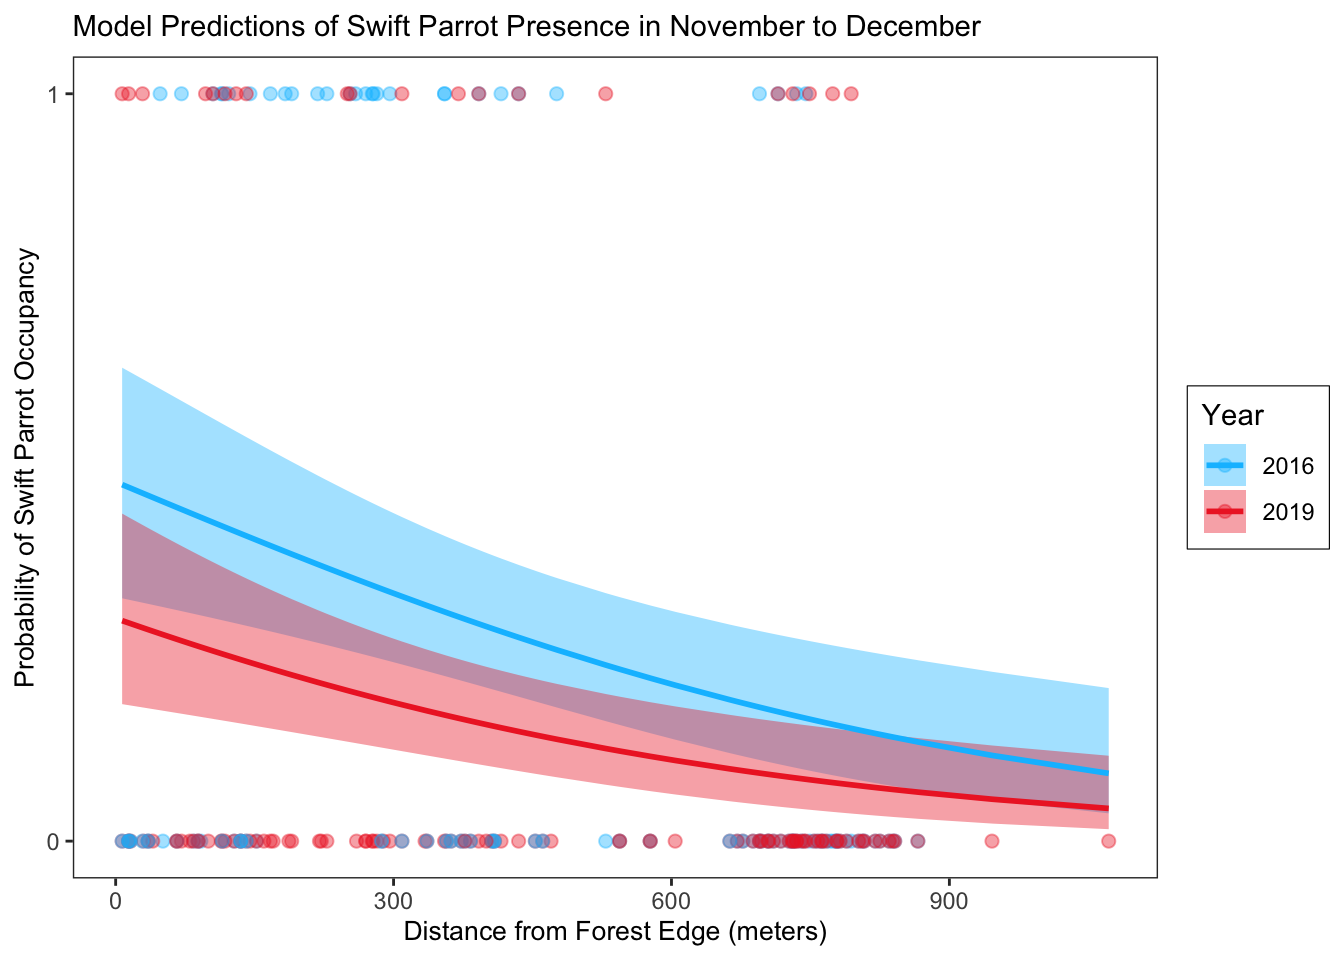 Model Predictions of Swift Parrot Presence in November to December
Probability of Swift Parrot Occupancy
1
0
0
300
600
900
Distance from Forest Edge (meters)
Year
2016
2019